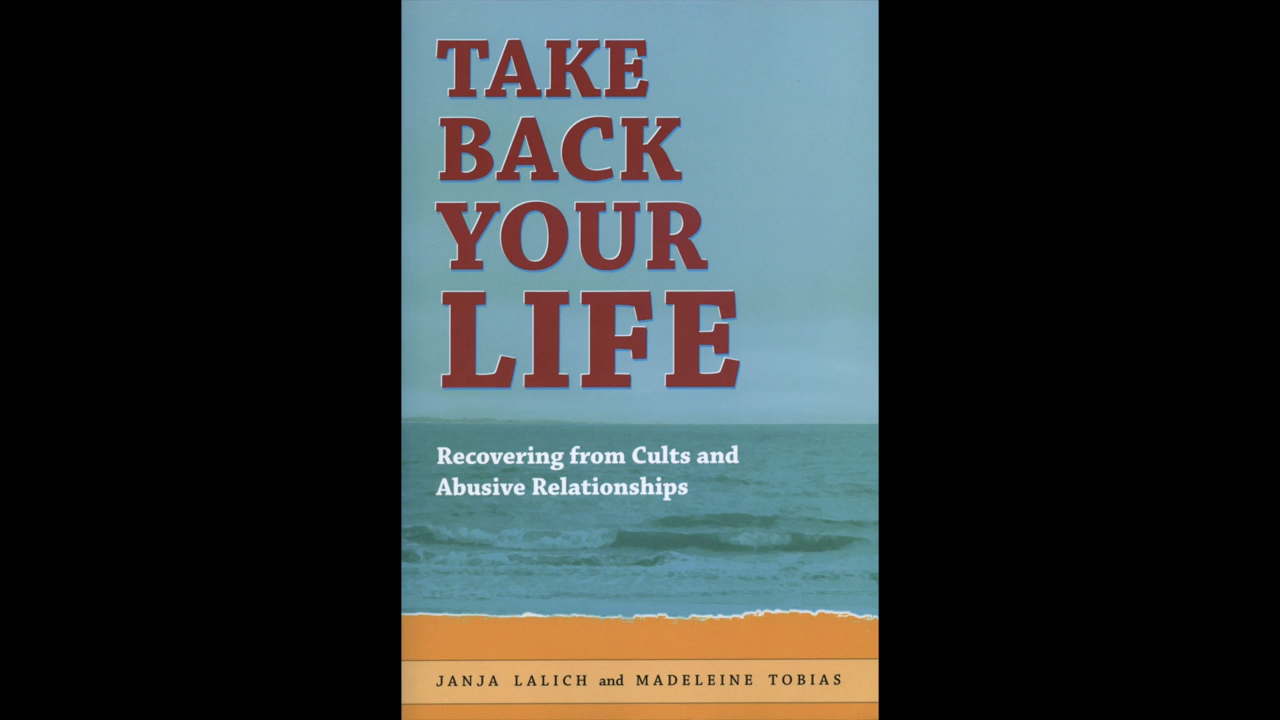 TAKE
BACK
YOUR
LIFE
Recovering from Cults and
Abusive Relationships
JANJA LALICH and MADELEINE TOBIAS